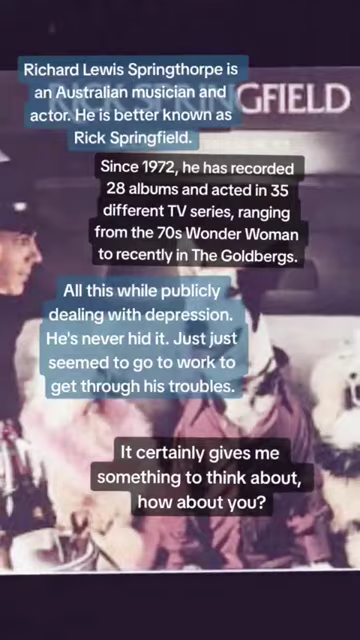 Richard Lewis Springthorpe is
an Australian musician and
actor. He is better known as
Rick Springfield.
GFIELD
Since 1972, he has recorded
28 albums and acted in 35
different TV series, ranging
from the 70s Wonder Woman
to recently in The Goldbergs.
All this while publicly
dealing with depression.
He's never hid it. Just just
seemed to go to work to
get through his troubles.
It certainly gives me
something to think about,
how about you?